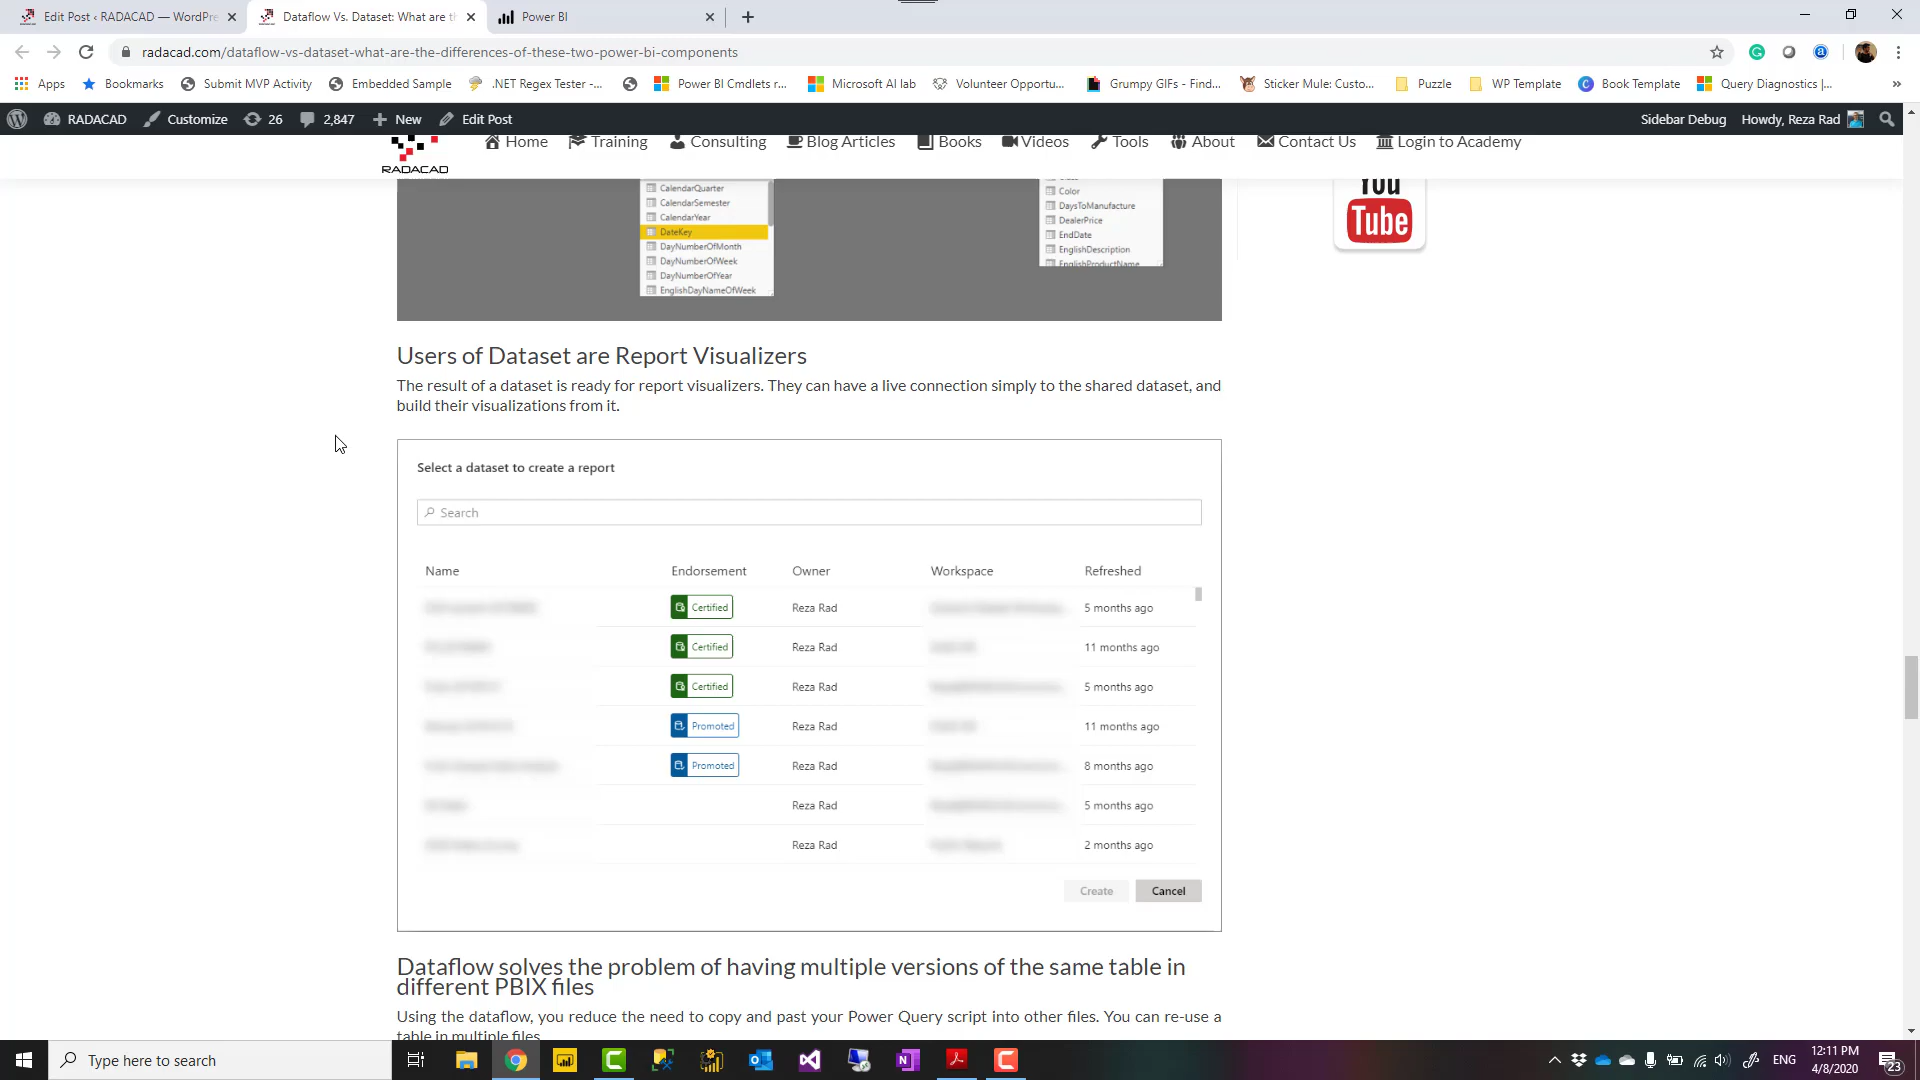 Edit Post ‹ RADACAD — WordPre
Dataflow Vs. Dataset: What are th
Power BI
radacad.com/dataflow-vs-dataset-what-are-the-differences-of-these-two-power-bi-components
Apps
Bookmarks
Submit MVP Activity
Embedded Sample
.NET Regex Tester -...
Power BI Cmdlets r...
Microsoft AI lab
Volunteer Opportu...
Grumpy GIFs - Find...
Sticker Mule: Custo...
Puzzle
WP Template
Book Template
Query Diagnostics |...
RADACAD
Customize
26
2,847
New
Edit Post
Sidebar Debug
Howdy, Reza Rad
RADACAD
Home
Training
Consulting
Blog Articles
Books
Videos
Tools
About
Contact Us
Login to Academy
CalendarQuarter
CalendarSemester
CalendarYear
DateKey
DayNumberOfMonth
DayNumberOfWeek
DayNumberOfYear
EnglishDayNameOfWeek
Color
DaysToManufacture
DealerPrice
EndDate
EnglishDescription
EnglishProductName
You
Tube
Users of Dataset are Report Visualizers
The result of a dataset is ready for report visualizers. They can have a live connection simply to the shared dataset, and
build their visualizations from it.
Select a dataset to create a report
Search
Name Endorsement Owner Workspace Refreshed
Certified Reza Rad 5 months ago
Certified Reza Rad 11 months ago
Certified Reza Rad 5 months ago
Promoted Reza Rad 11 months ago
Promoted Reza Rad 8 months ago
Reza Rad 5 months ago
Reza Rad 2 months ago
Create Cancel
Dataflow solves the problem of having multiple versions of the same table in
different PBIX files
Using the dataflow, you reduce the need to copy and past your Power Query script into other files. You can re-use a
table in multiple files
Type here to search
ENG
12:11 PM
4/8/2020
23